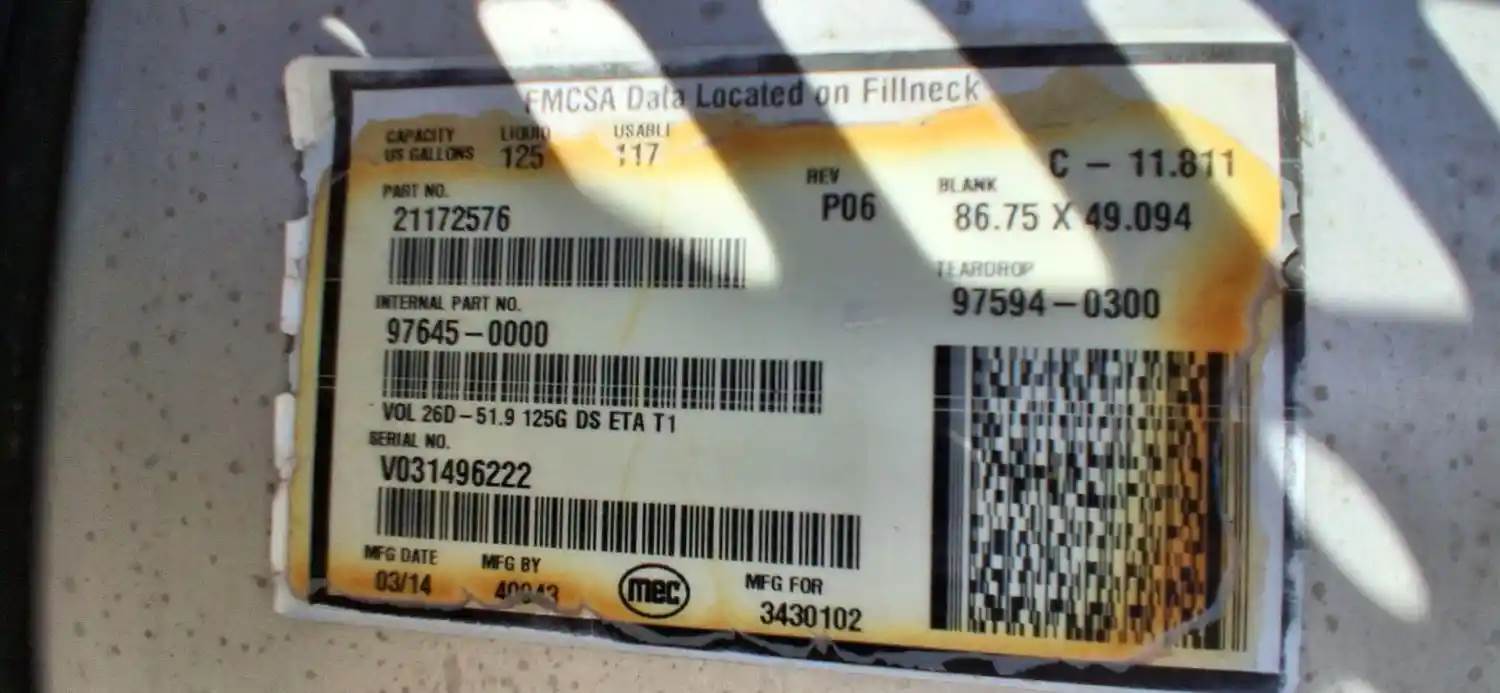 FMCSA Data Located on Fillneck
CAPACITY LIQUID USABLE
US GALLONS 125 117
C - 11.811
PART NO. REV BLANK
21172576 P06 86.75 X 49.094
TEARDROP
97594-0300
INTERNAL PART NO.
97645-0000
VOL 26D-51.9 125G DS ETA T1
SERIAL NO.
V031496222
MFG DATE MFG BY mec MFG FOR
03/14 3430102